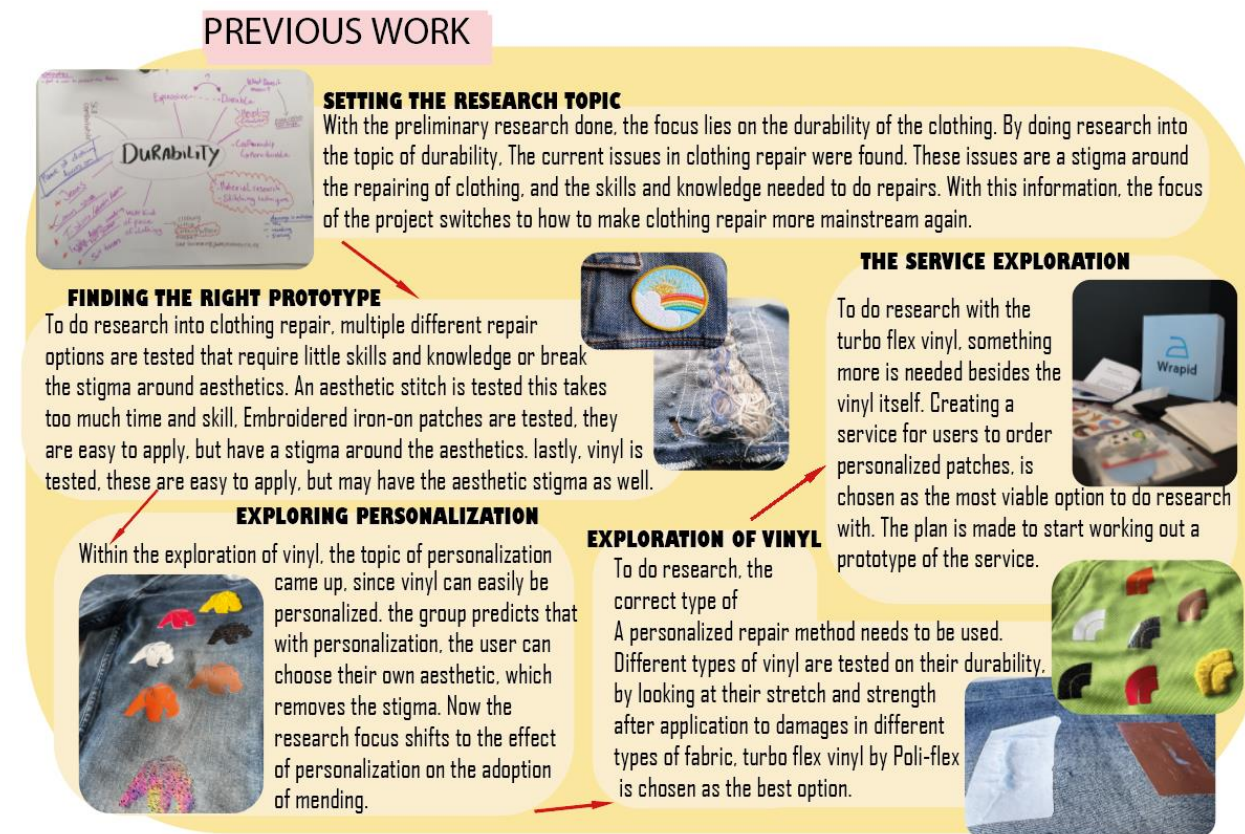 PREVIOUS WORK
Expensive
Durable
DURABILITY
SETTING THE RESEARCH TOPIC
With the preliminary research done, the focus lies on the durability of the clothing. By doing research into
the topic of durability, The current issues in clothing repair were found. These issues are a stigma around
the repairing of clothing, and the skills and knowledge needed to do repairs. With this information, the focus
of the project switches to how to make clothing repair more mainstream again.
FINDING THE RIGHT PROTOTYPE
To do research into clothing repair, multiple different repair
options are tested that require little skills and knowledge or break
the stigma around aesthetics. An aesthetic stitch is tested this takes
too much time and skill, Embroidered iron-on patches are tested, they
are easy to apply, but have a stigma around the aesthetics. lastly, vinyl is
tested, these are easy to apply, but may have the aesthetic stigma as well.
EXPLORING PERSONALIZATION
Within the exploration of vinyl, the topic of personalization
came up, since vinyl can easily be
personalized. the group predicts that
with personalization, the user can
choose their own aesthetic, which
removes the stigma. Now the
research focus shifts to the effect
of personalization on the adoption
of mending.
EXPLORATION OF VINYL
To do research, the
correct type of
A personalized repair method needs to be used.
Different types of vinyl are tested on their durability,
by looking at their stretch and strength
after application to damages in different
types of fabric, turbo flex vinyl by Poli-flex
is chosen as the best option.
THE SERVICE EXPLORATION
To do research with the
turbo flex vinyl, something
more is needed besides the
vinyl itself. Creating a
service for users to order
personalized patches, is
chosen as the most viable option to do research
with. The plan is made to start working out a
prototype of the service.
Wrapid